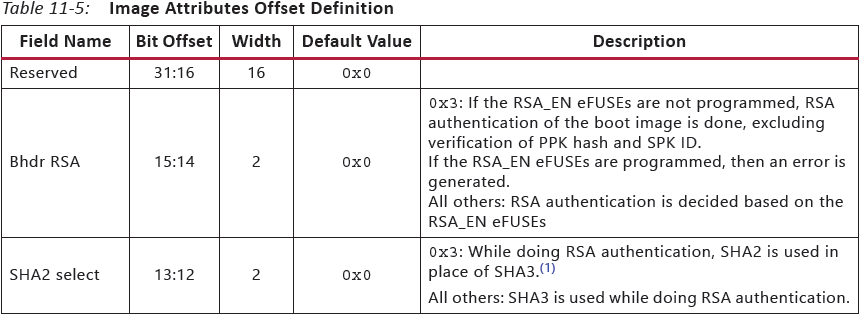 Table 11-5: Image Attributes Offset Definition
Field Name Bit Offset Width Default Value Description
Reserved 31:16 16 0x0
Bhdr RSA 15:14 2 0x0
0x3: If the RSA_EN eFUSEs are not programmed, RSA
authentication of the boot image is done, excluding
verification of PPK hash and SPK ID.
If the RSA_EN eFUSEs are programmed, then an error is
generated.
All others: RSA authentication is decided based on the
RSA_EN eFUSEs
SHA2 select 13:12 2 0x0
0x3: While doing RSA authentication, SHA2 is used in
place of SHA3.(1)
All others: SHA3 is used while doing RSA authentication.